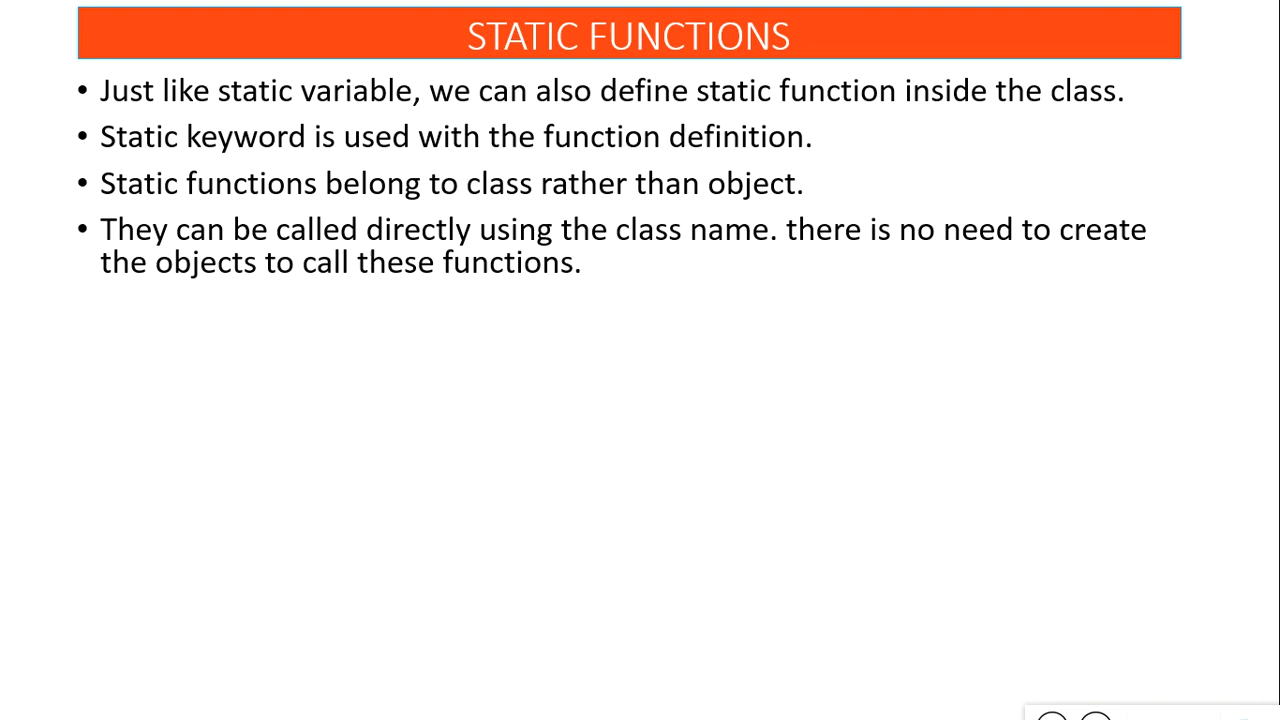 STATIC FUNCTIONS
• Just like static variable, we can also define static function inside the class.
• Static keyword is used with the function definition.
• Static functions belong to class rather than object.
• They can be called directly using the class name. there is no need to create
the objects to call these functions.